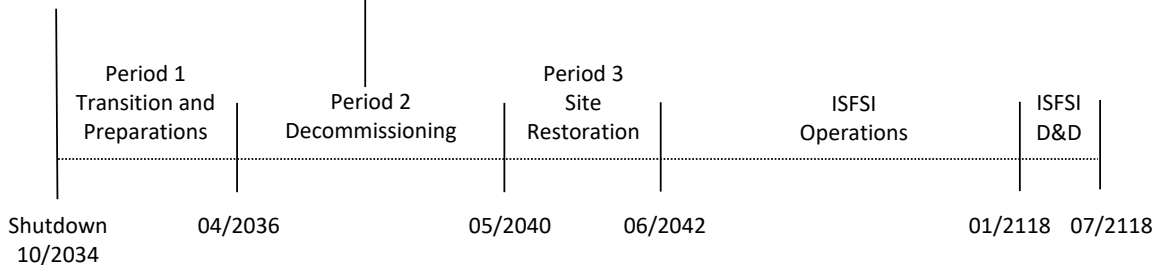 Period 1
Transition and
Preparations
Period 2
Decommissioning
Period 3
Site
Restoration
ISFSI
Operations
ISFSI
D&D
Shutdown
10/2034
04/2036
05/2040
06/2042
01/2118
07/2118